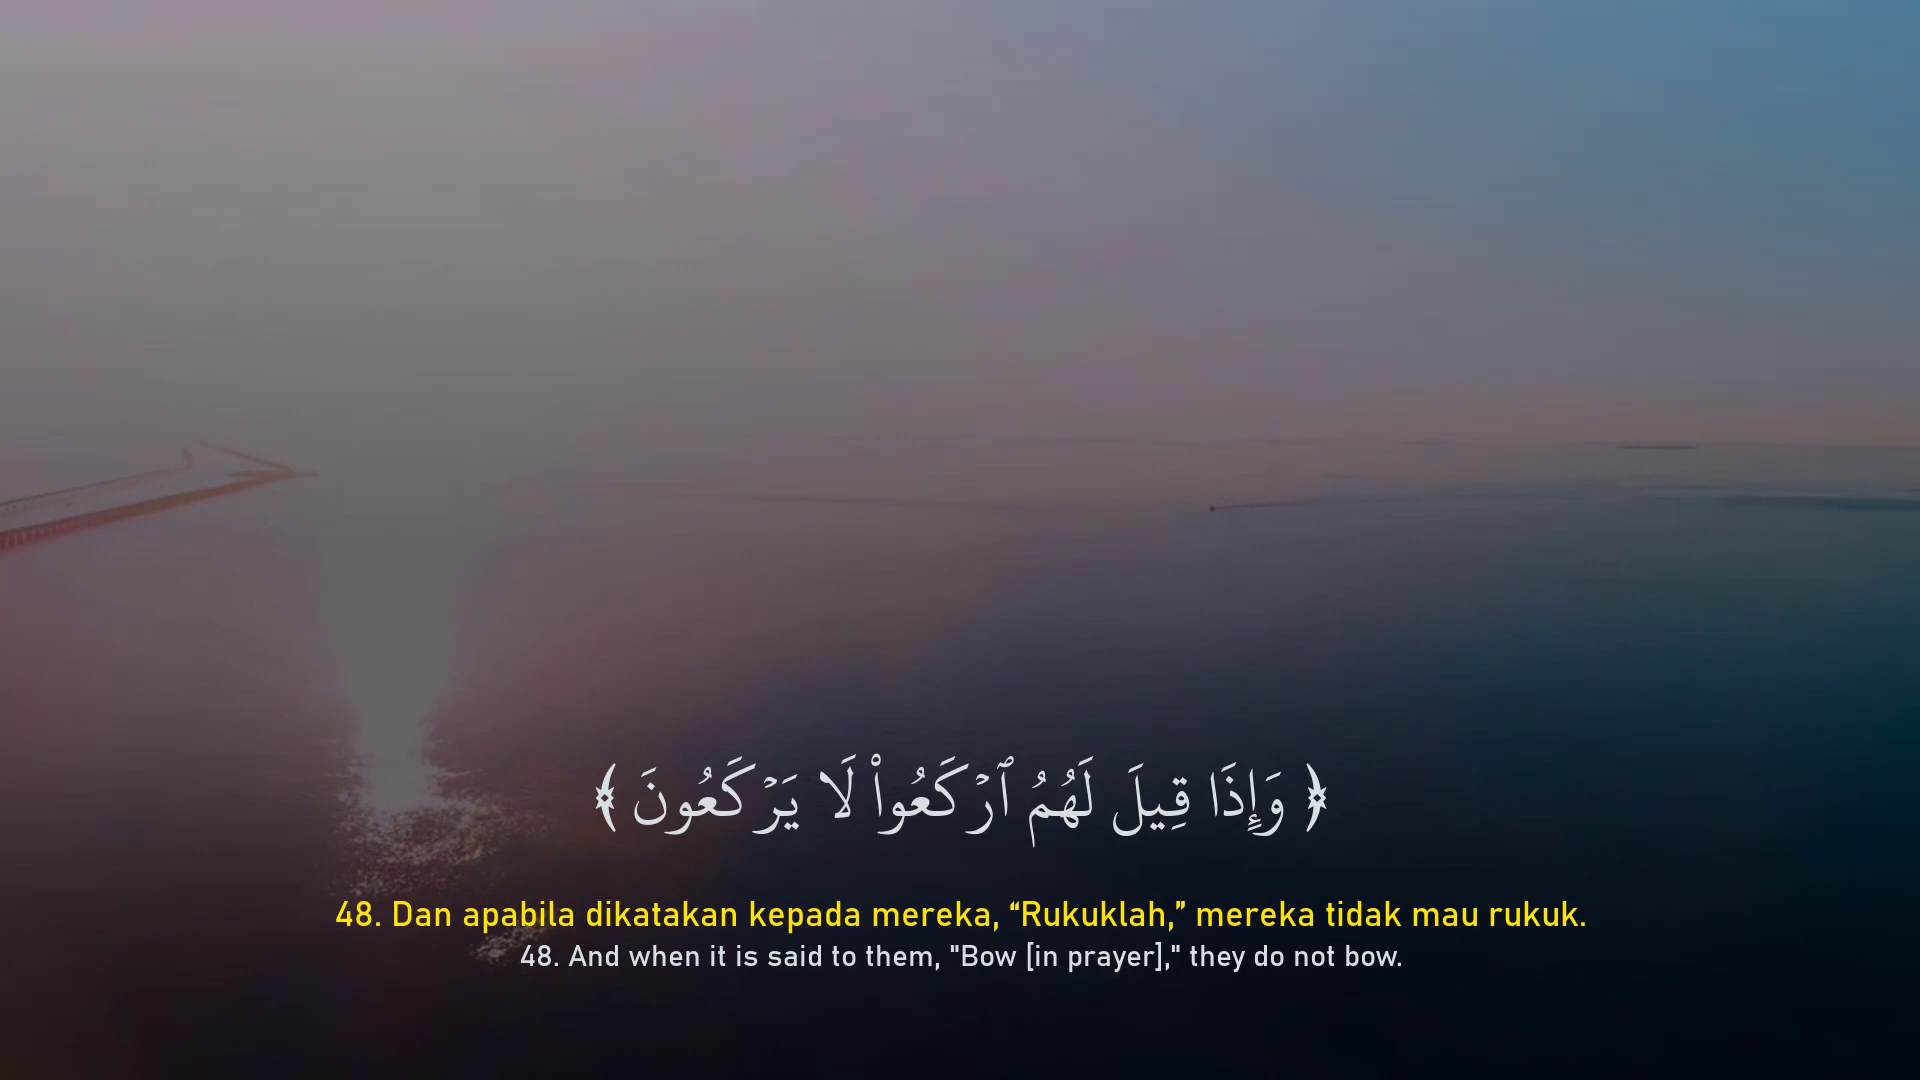 ﴿ وَإِذَا قِيلَ لَهُمُ ٱرْكَعُوا۟ لَا يَرْكَعُونَ ﴾
48. Dan apabila dikatakan kepada mereka, “Rukuklah,” mereka tidak mau rukuk.
48. And when it is said to them, "Bow [in prayer]," they do not bow.